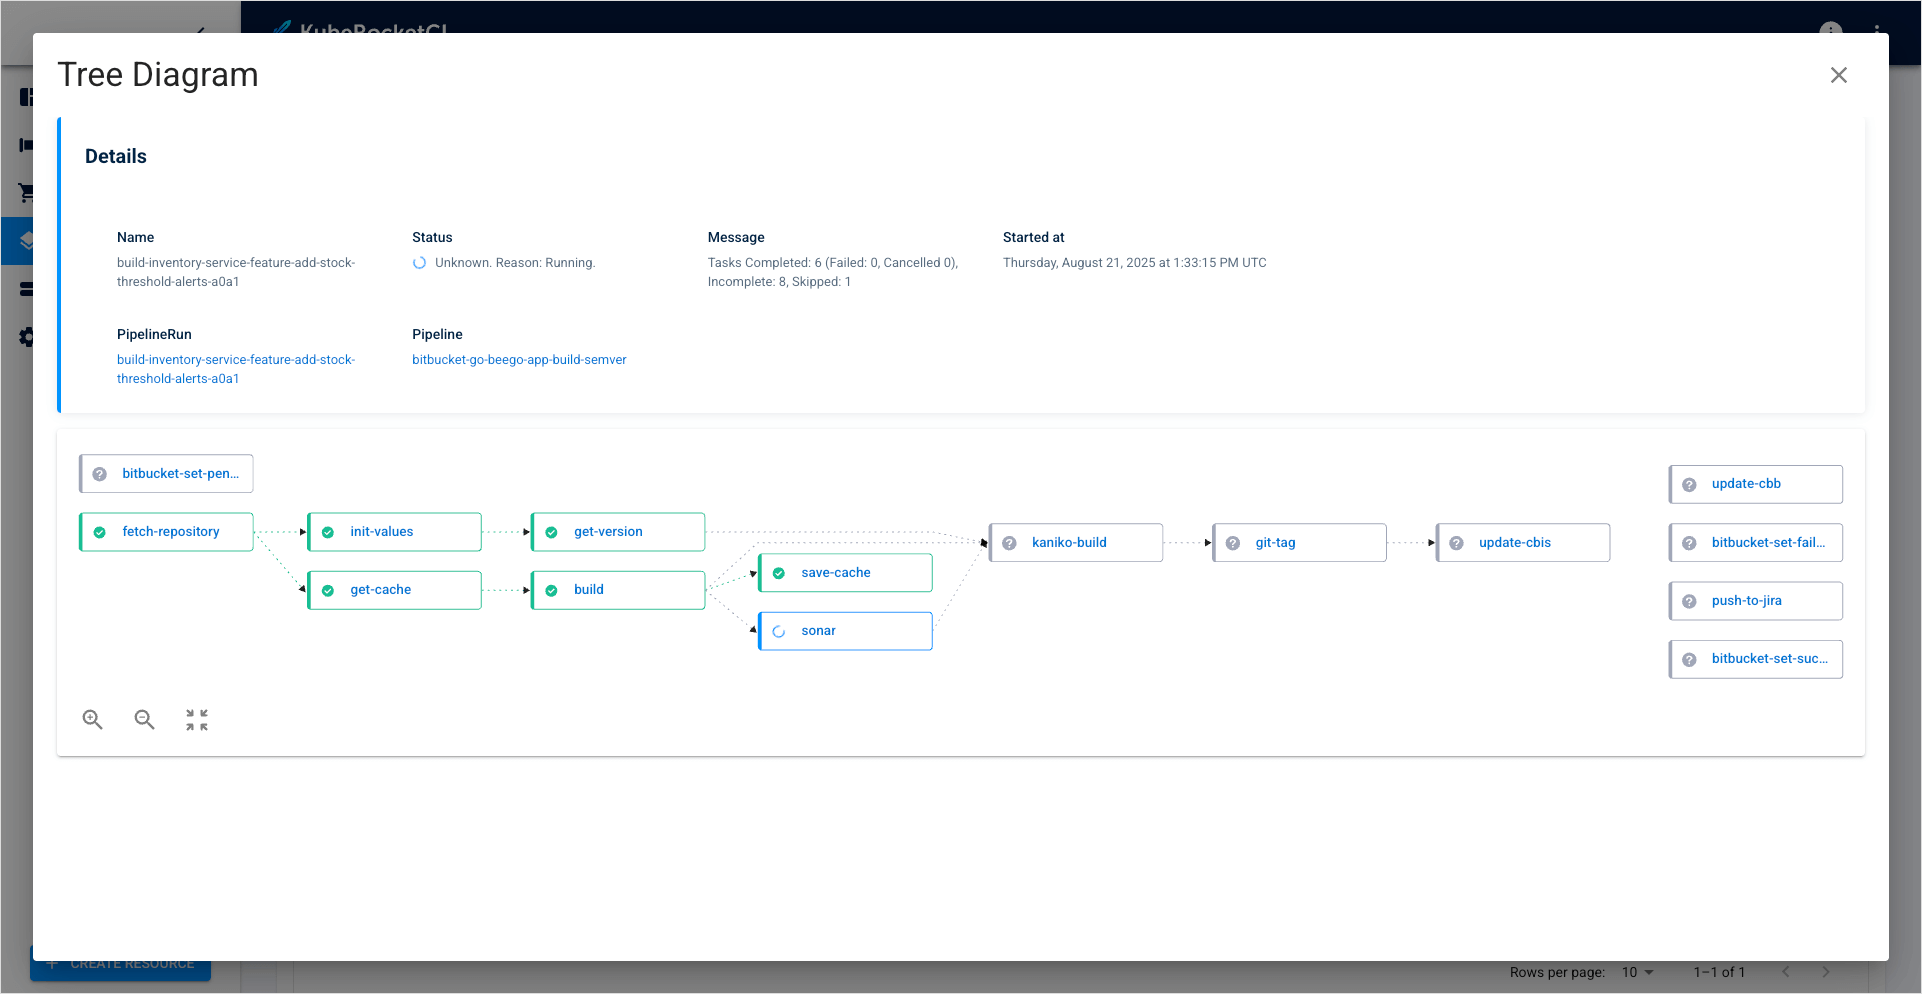 KubeRocketCI
Tree Diagram
Details
Name
Status
Message
Started at
build-inventory-service-feature-add-stock-
threshold-alerts-a0a1
Unknown. Reason: Running.
Tasks Completed: 6 (Failed: 0, Cancelled 0),
Incomplete: 8, Skipped: 1
Thursday, August 21, 2025 at 1:33:15 PM UTC
PipelineRun
Pipeline
build-inventory-service-feature-add-stock-
threshold-alerts-a0a1
bitbucket-go-beego-app-build-semver
bitbucket-set-pen...
fetch-repository
init-values
get-version
get-cache
build
save-cache
sonar
kaniko-build
git-tag
update-cbis
update-cbb
bitbucket-set-fail...
push-to-jira
bitbucket-set-suc...
+ CREATE RESOURCE
Rows per page:
10
1–1 of 1